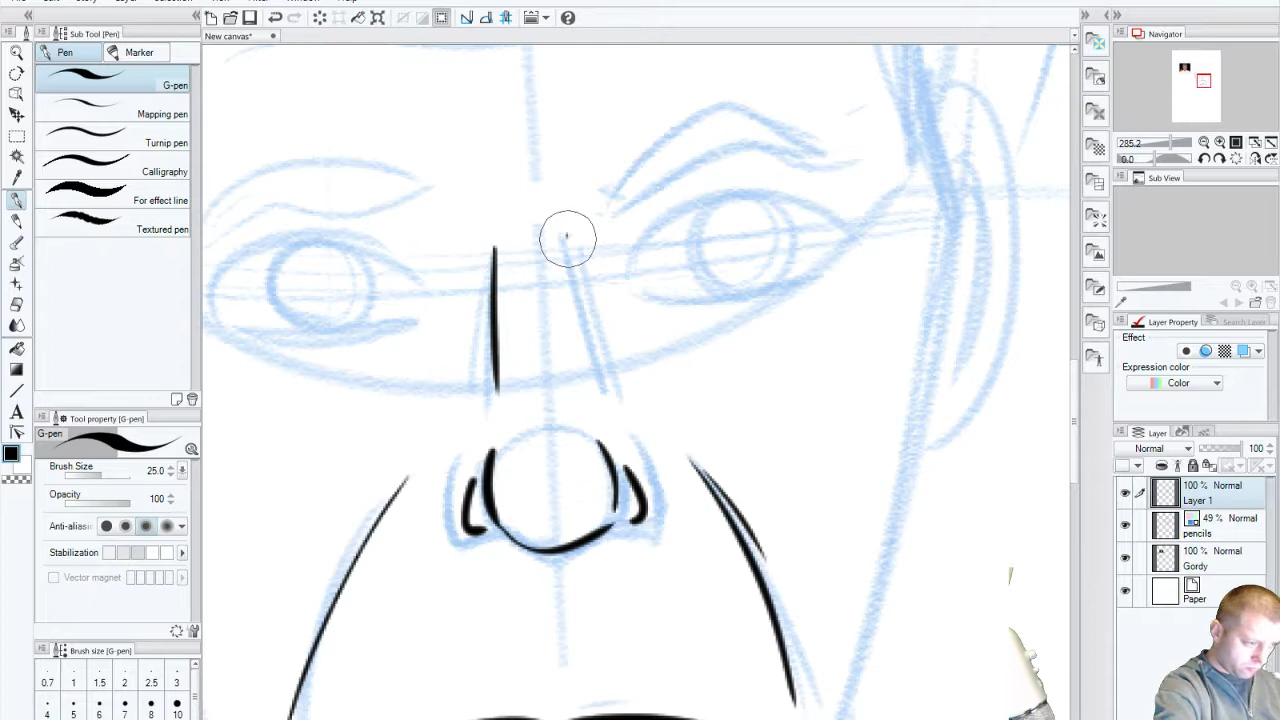 Sub Tool [Pen]
New canvas*
Pen
Marker
G-pen
Mapping pen
Turnip pen
Calligraphy
For effect line
Textured pen
Tool property [G-pen]
G-pen
Brush Size 25.0
Opacity 100
Anti-aliasi
Stabilization
Vector magnet
Brush size [G-pen]
0.7 1 1.5 2 2.5 3
4 5 6 7 8 10
Navigator
285.2
0.0
Sub View
Layer Property
Search Layer
Effect
Expression color
Color
Layer
Normal 100
100 % Normal
Layer 1
49 % Normal
pencils
100 % Normal
Gordy
Paper